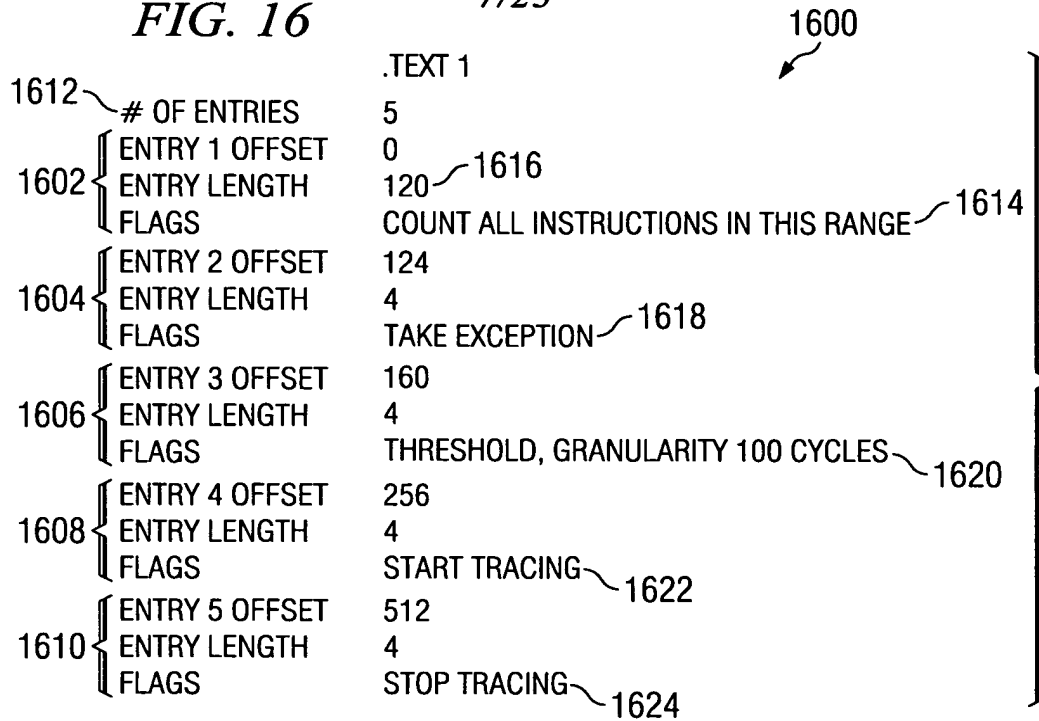 FIG. 16
1600
.TEXT 1
1612 # OF ENTRIES 5
ENTRY 1 OFFSET 0
1602 ENTRY LENGTH 120 1616
FLAGS COUNT ALL INSTRUCTIONS IN THIS RANGE 1614
ENTRY 2 OFFSET 124
1604 ENTRY LENGTH 4
FLAGS TAKE EXCEPTION 1618
ENTRY 3 OFFSET 160
1606 ENTRY LENGTH 4
FLAGS THRESHOLD, GRANULARITY 100 CYCLES 1620
ENTRY 4 OFFSET 256
1608 ENTRY LENGTH 4
FLAGS START TRACING 1622
ENTRY 5 OFFSET 512
1610 ENTRY LENGTH 4
FLAGS STOP TRACING 1624